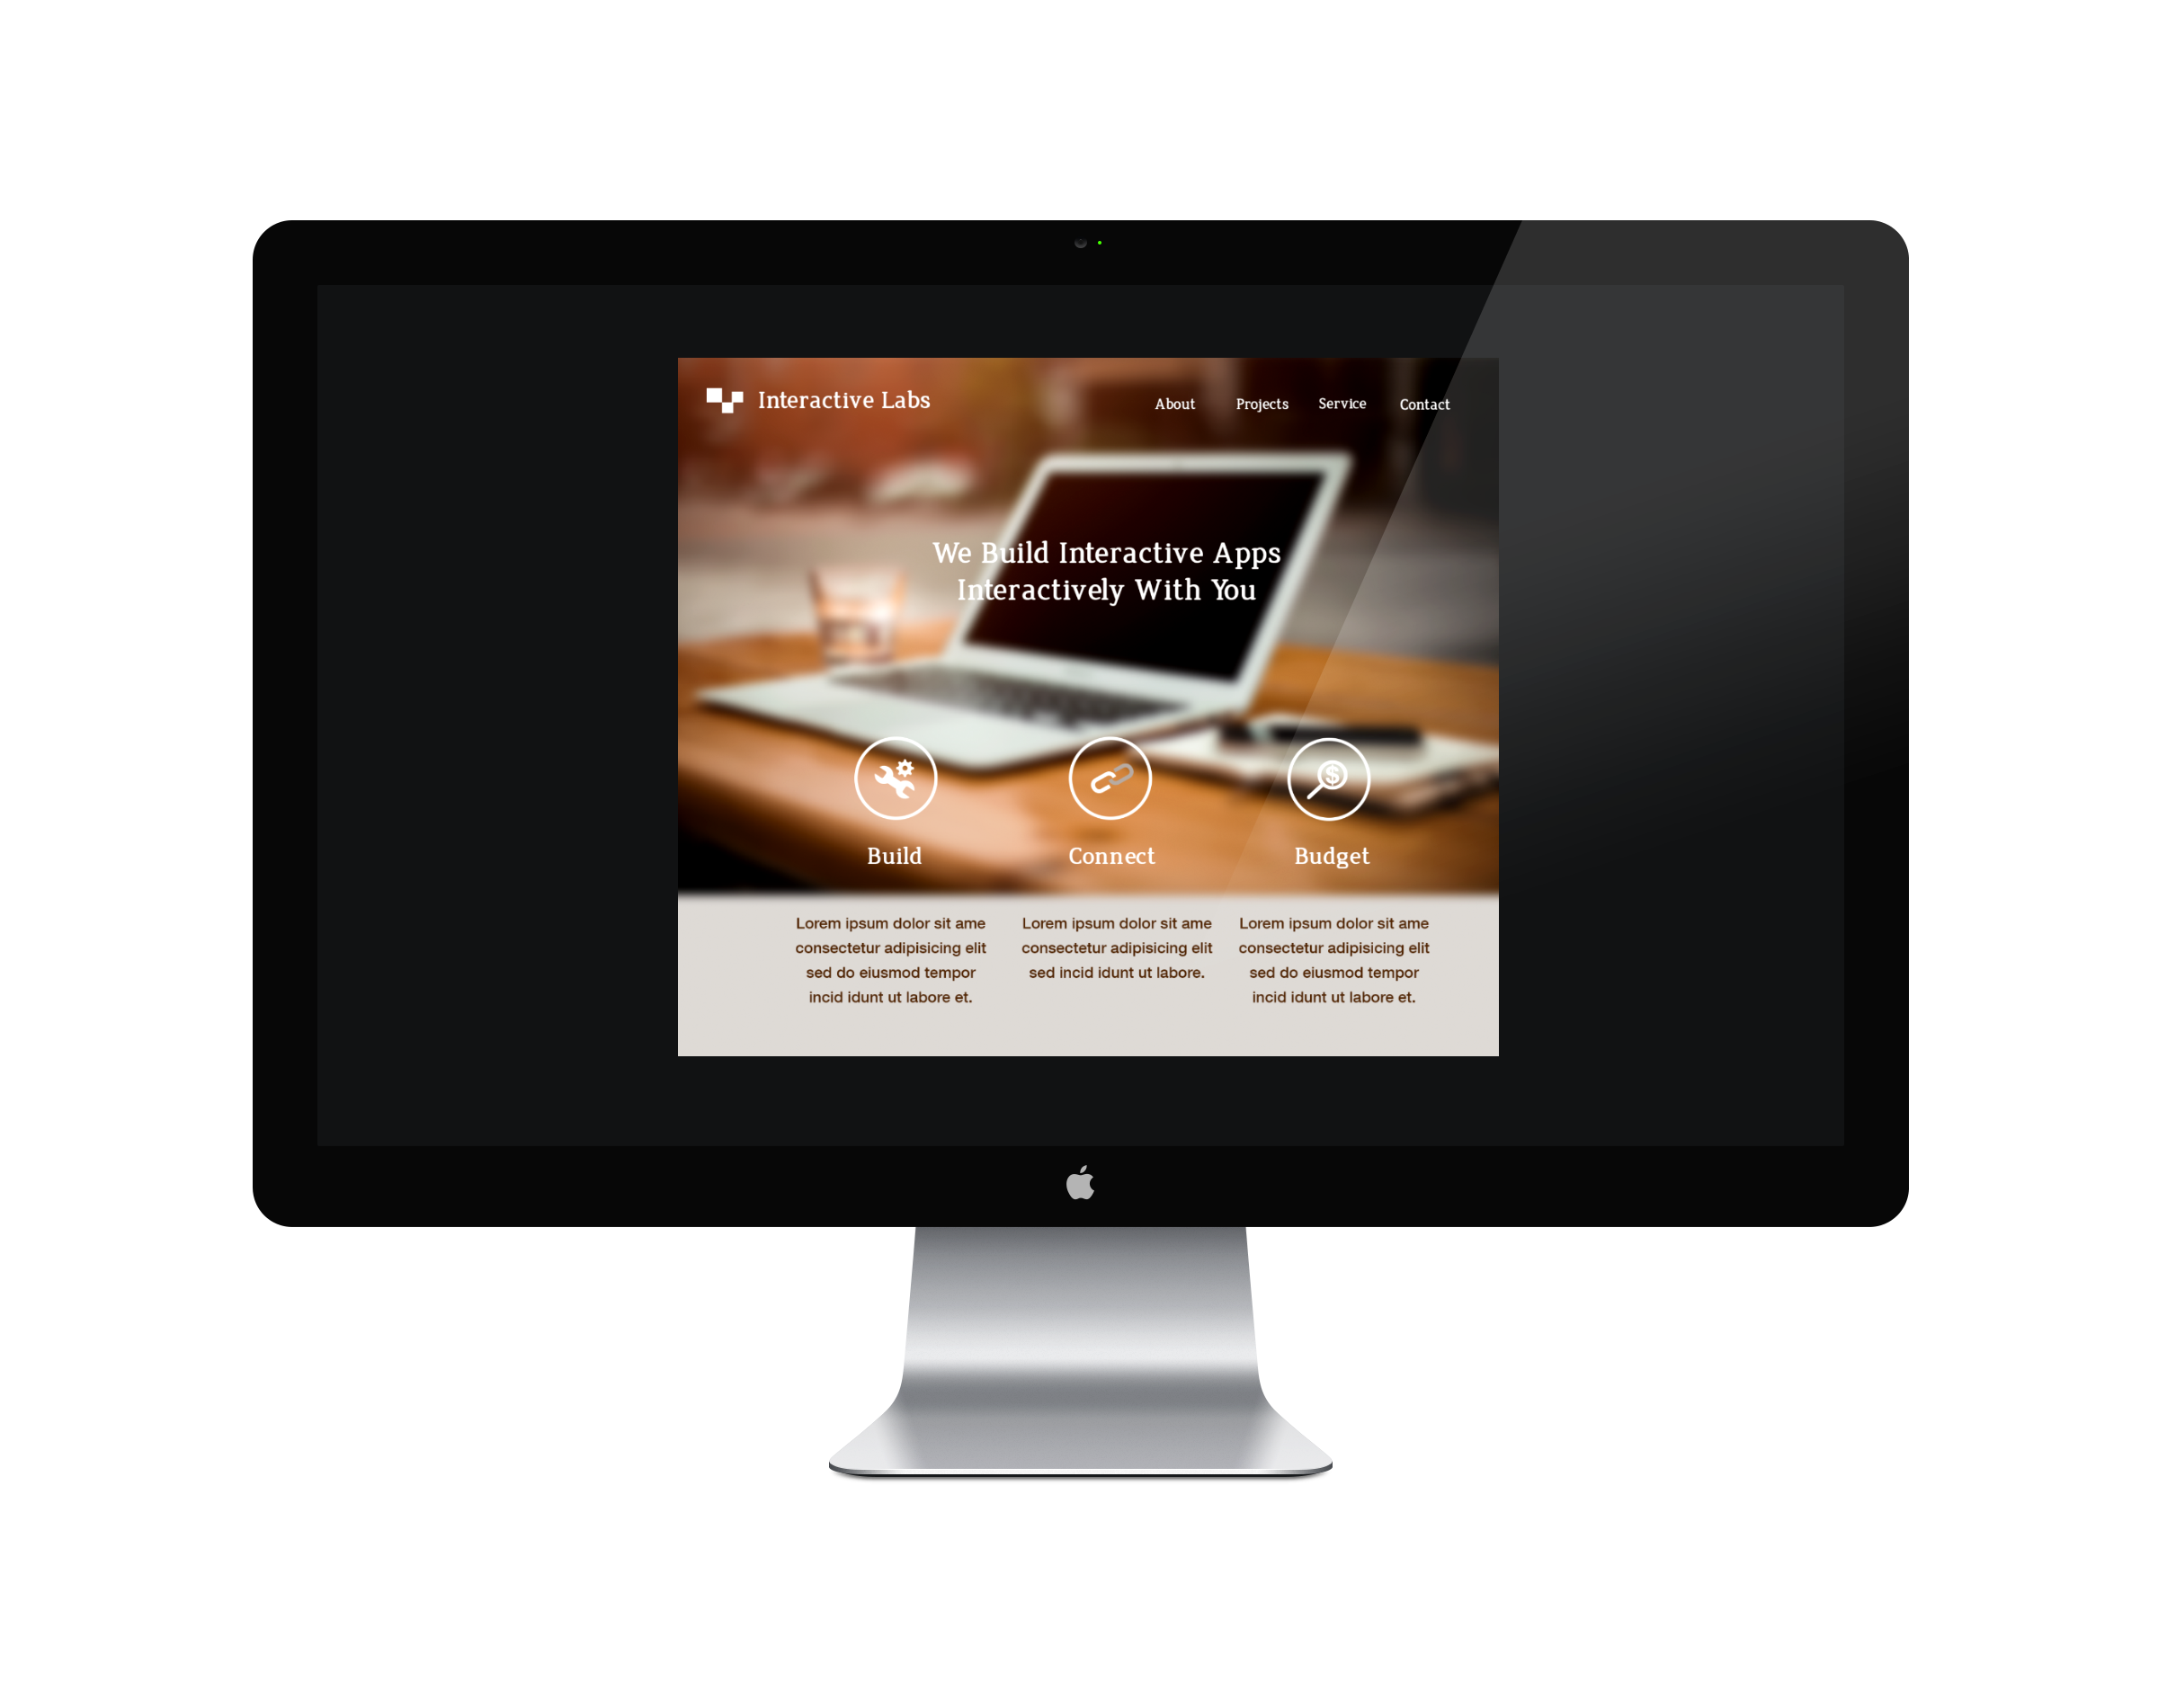 Interactive Labs
About Projects Service Contact
We Build Interactive Apps
Interactively With You
Build
Connect
Budget
Lorem ipsum dolor sit ame
consectetur adipisicing elit
sed do eiusmod tempor
incid idunt ut labore et.
Lorem ipsum dolor sit ame
consectetur adipisicing elit
sed incid idunt ut labore.
Lorem ipsum dolor sit ame
consectetur adipisicing elit
sed do eiusmod tempor
incid idunt ut labore et.